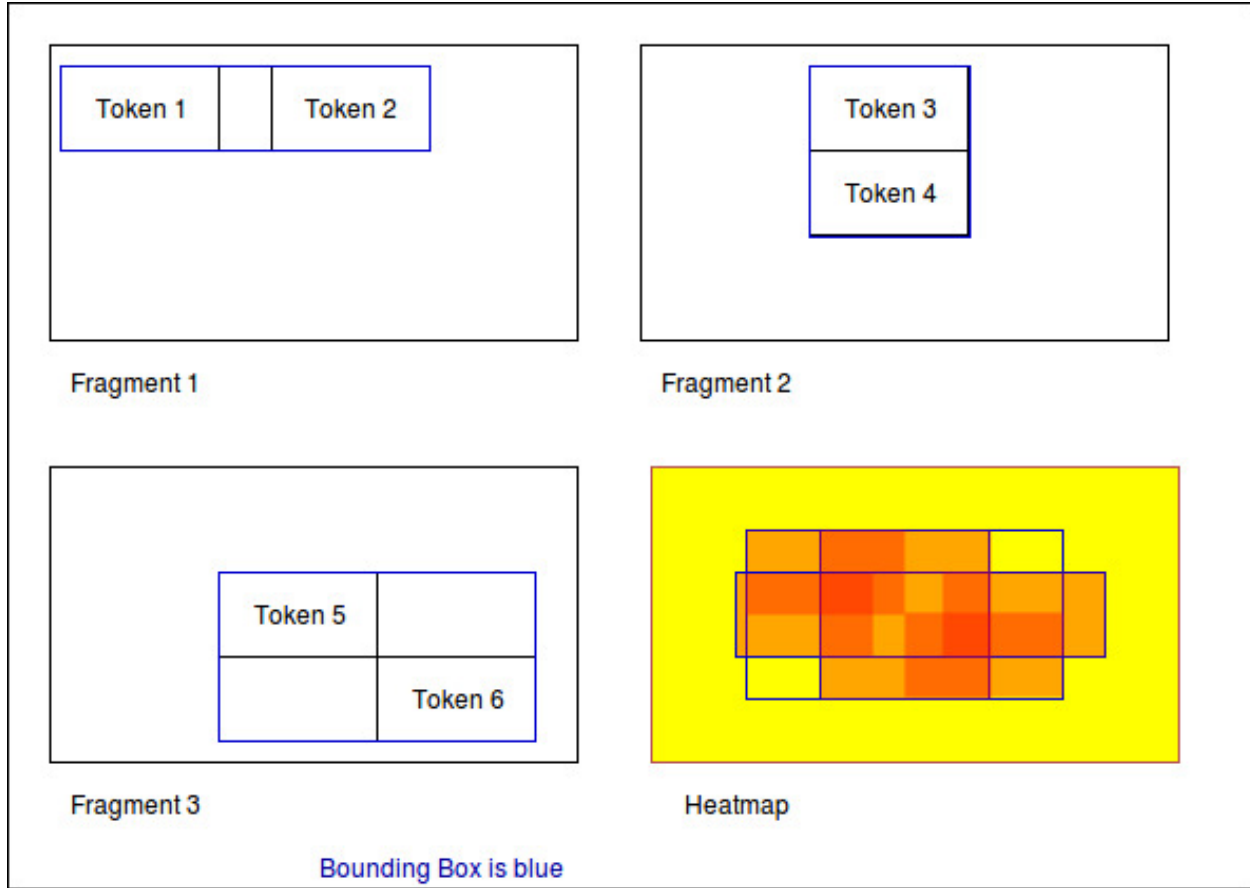 Token 1
Token 2
Token 3
Token 4
Fragment 1
Fragment 2
Token 5
Token 6
Fragment 3
Heatmap
Bounding Box is blue